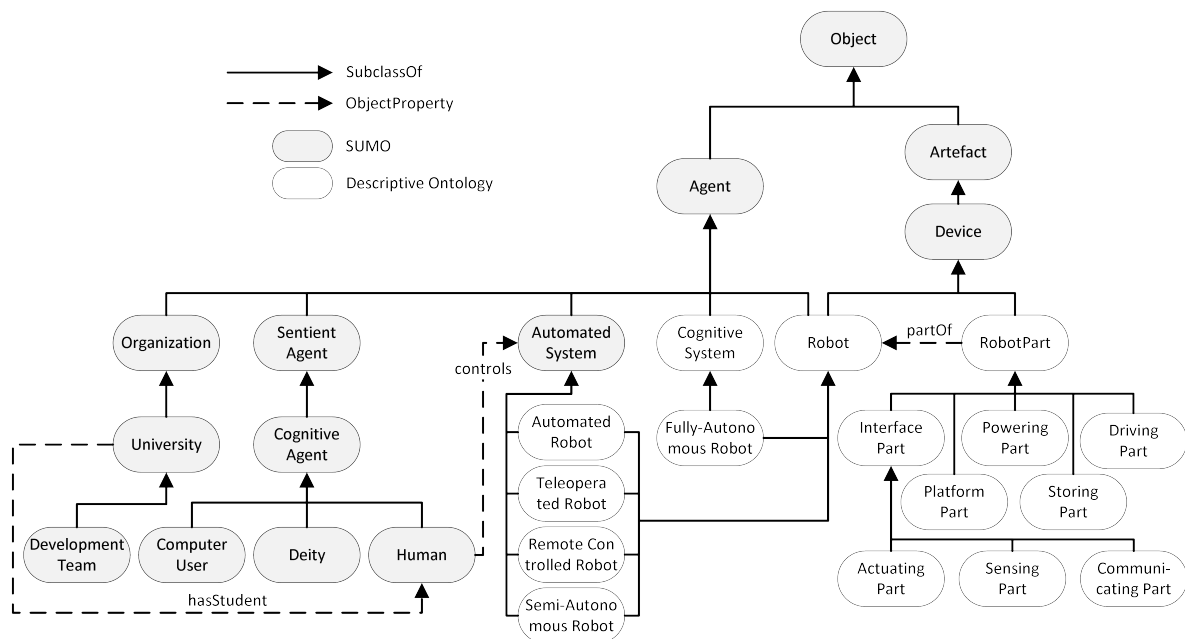 Object
SubclassOf
ObjectProperty
SUMO
Descriptive Ontology
Artefact
Agent
Device
Organization
Sentient
Agent
Automated
System
Cognitive
System
Robot
partOf
RobotPart
controls
University
Cognitive
Agent
Automated
Robot
Fully-Autono
mous Robot
Interface
Part
Powering
Part
Driving
Part
Teleopera
ted Robot
Platform
Part
Storing
Part
Development
Team
Computer
User
Deity
Human
Remote Con
trolled Robot
Actuating
Part
Sensing
Part
Communi-
cating Part
hasStudent
Semi-Autono
mous Robot